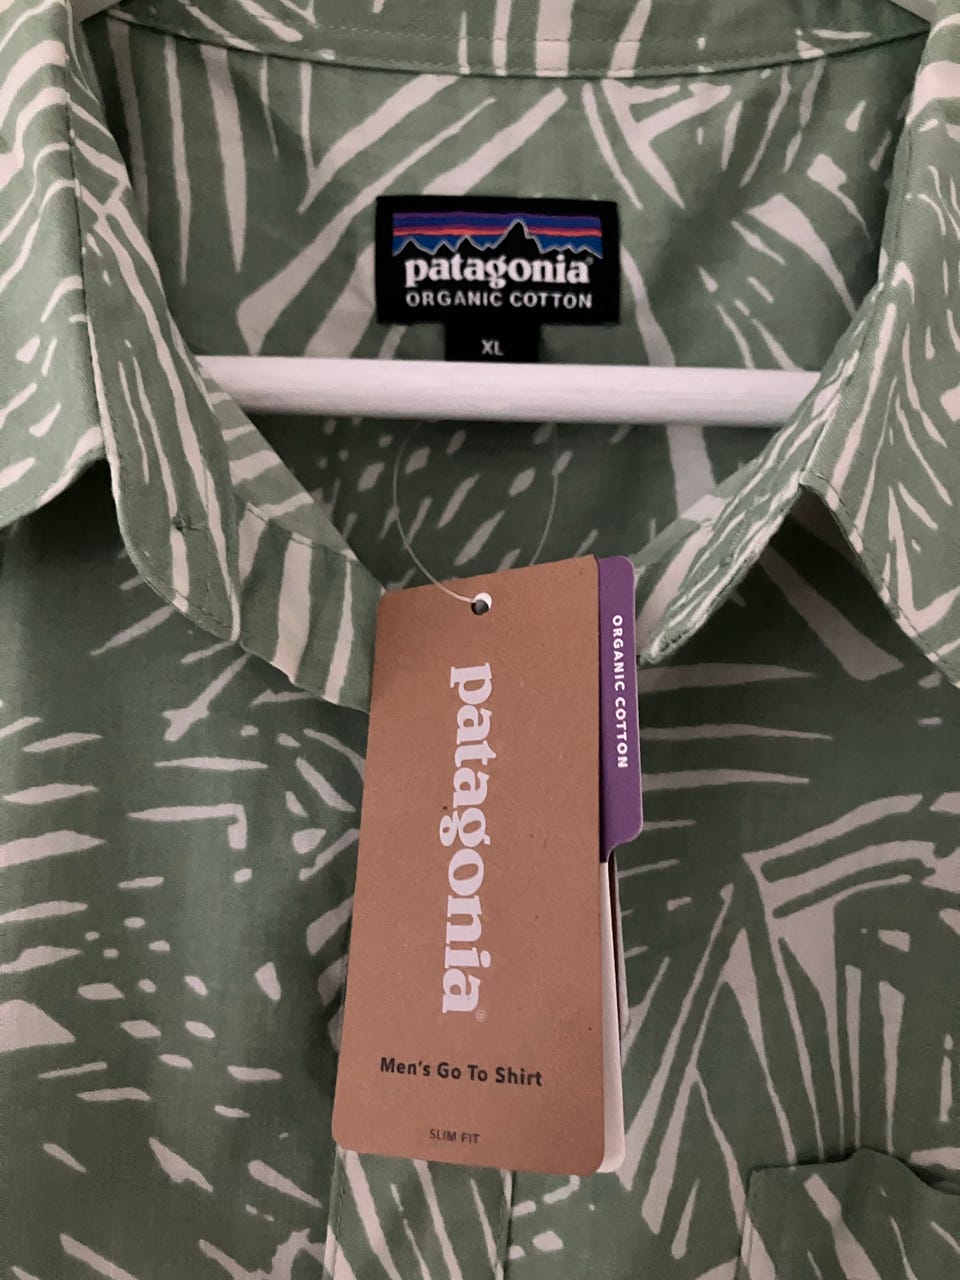 patagonia®
ORGANIC COTTON
XL
ORGANIC COTTON
patagonia®
Men's Go To Shirt
SLIM FIT